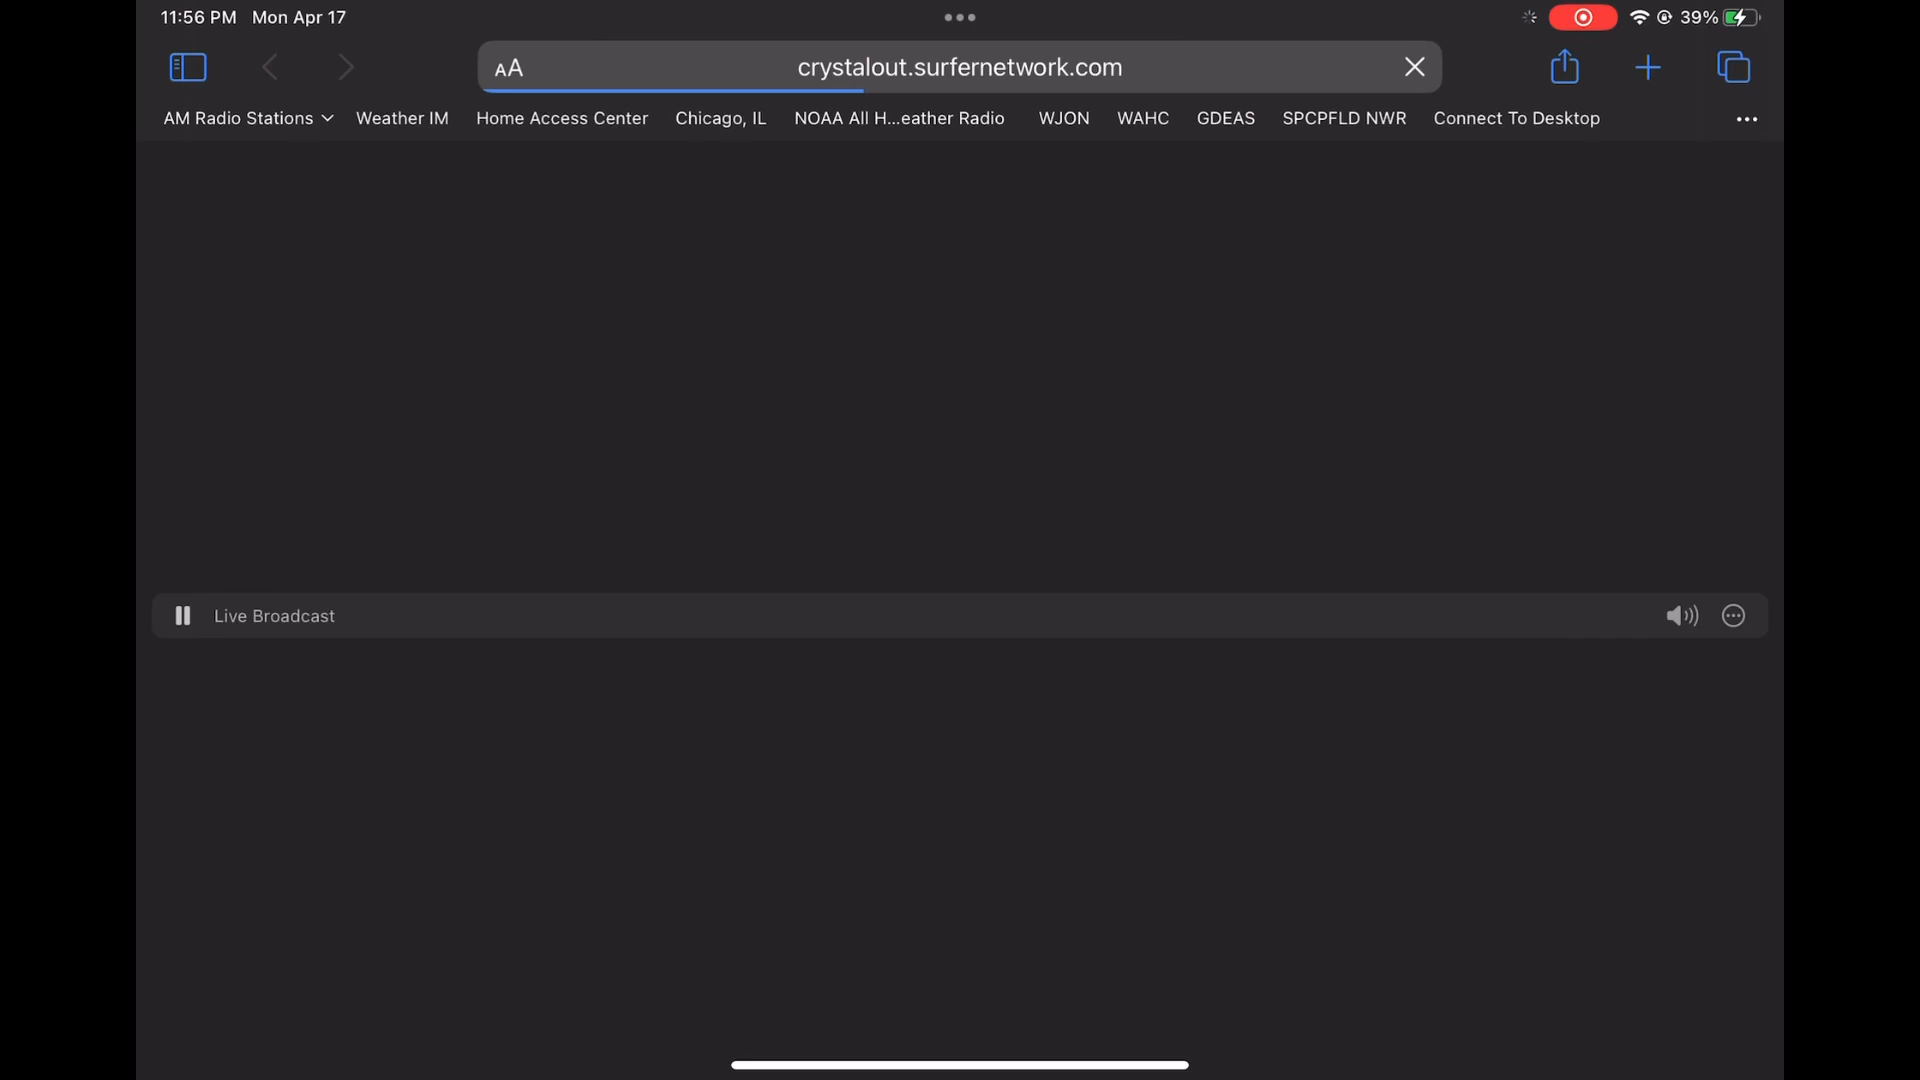 11:56 PM Mon Apr 17
39%
AA crystalout.surfernetwork.com
AM Radio Stations Weather IM Home Access Center Chicago, IL NOAA All H...eather Radio WJON WAHC GDEAS SPCPFLD NWR Connect To Desktop
Live Broadcast